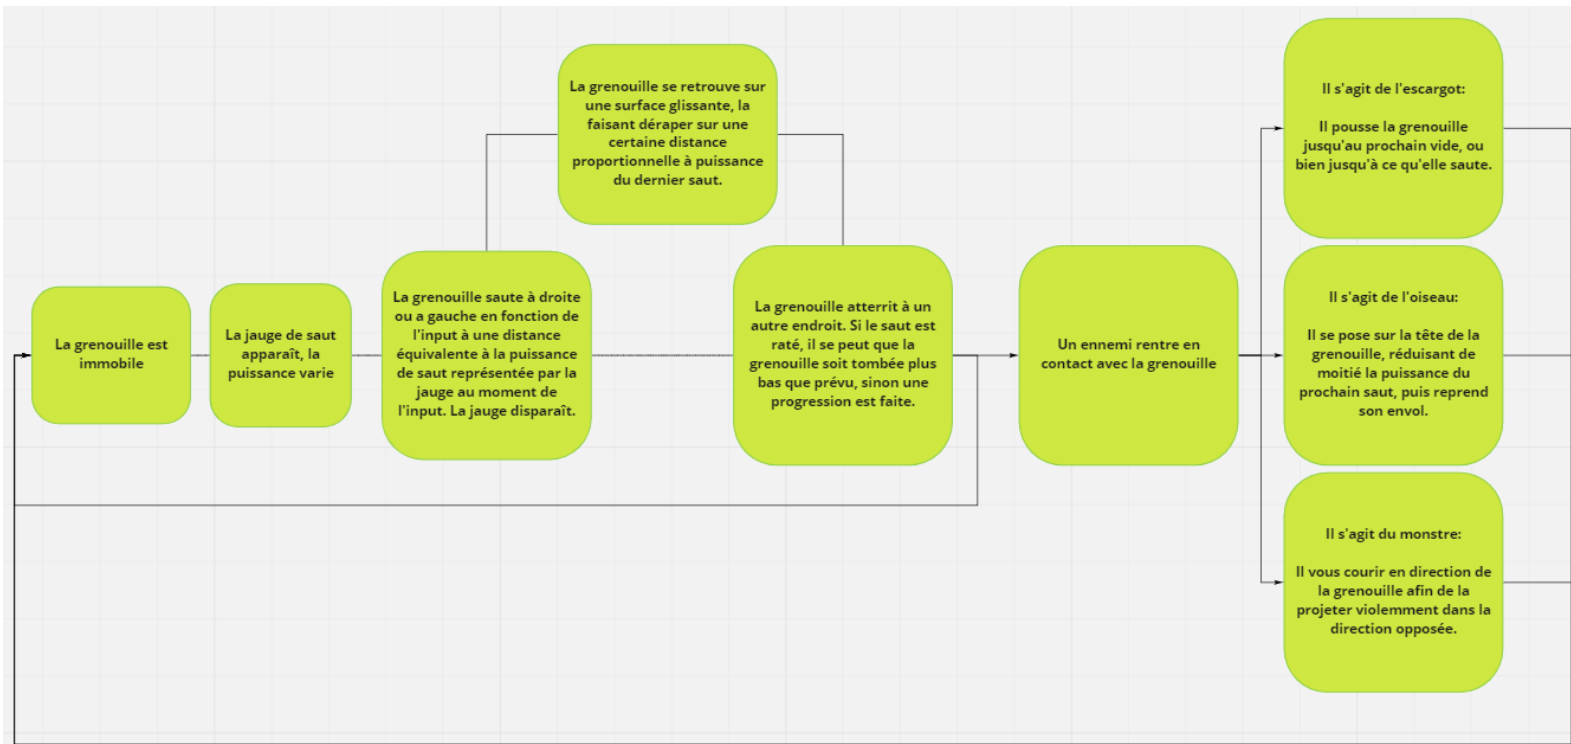 La grenouille est
immobile
La jauge de saut
apparaît, la
puissance varie
La grenouille saute à droite
ou a gauche en fonction de
l'input à une distance
équivalente à la puissance
de saut représentée par la
jauge au moment de
l'input. La jauge disparaît.
La grenouille se retrouve sur
une surface glissante, la
faisant déraper sur une
certaine distance
proportionnelle à puissance
du dernier saut.
La grenouille atterrit à un
autre endroit. Si le saut est
raté, il se peut que la
grenouille soit tombée plus
bas que prévu, sinon une
progression est faite.
Un ennemi rentre en
contact avec la grenouille
Il s'agit de l'escargot:
Il pousse la grenouille
jusqu'au prochain vide, ou
bien jusqu'à ce qu'elle saute.
Il s'agit de l'oiseau:
Il se pose sur la tête de la
grenouille, réduisant de
moitié la puissance du
prochain saut, puis reprend
son envol.
Il s'agit du monstre:
Il vous courir en direction de
la grenouille afin de la
projeter violemment dans la
direction opposée.